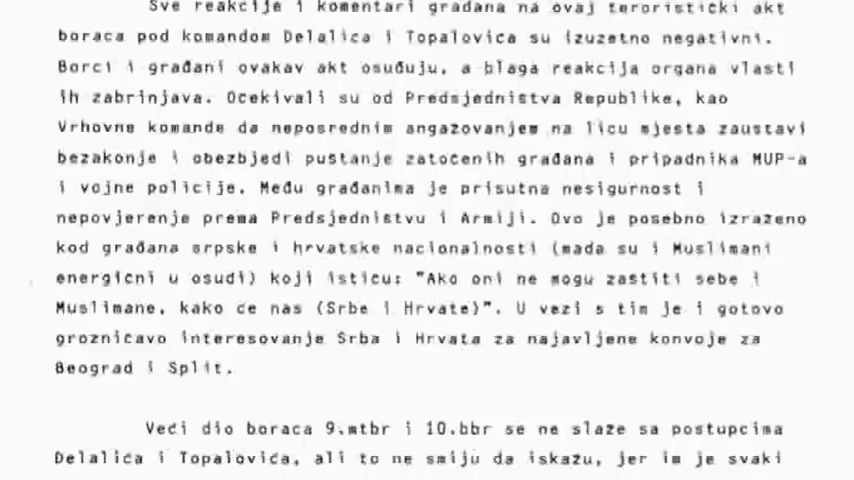 Sve reakcije i komentari građana na ovaj teroristički akt
boraca pod komandom Delalića i Topalovića su izuzetno negativni.
Borci i građani ovakav akt osuđuju, a blaga reakcija organa vlasti
ih zabrinjava. Očekivali su od Predsjedništva Republike, kao
Vrhovne komande da neposrednim angažovanjem na licu mjesta zaustavi
bezakonje i obezbjedi puštanje zatočenih građana i pripadnika MUP-a
i vojne policije. Među građanima je prisutna nesigurnost i
nepovjerenje prema Predsjedništvu i Armiji. Ovo je posebno izraženo
kod građana srpske i hrvatske nacionalnosti (mada su i Muslimani
energični u osudi) koji ističu: "Ako oni ne mogu zaštiti sebe i
Muslimane, kako će nas (Srbe i Hrvate)". U vezi s tim je i gotovo
grozničavo interesovanje Srba i Hrvata za najavljene konvoje za
Beograd i Split.
Veći dio boraca 9.mtbr i 10.bbr se ne slaže sa postupcima
Delalića i Topalovića, ali to ne smiju da iskažu, jer im je svaki